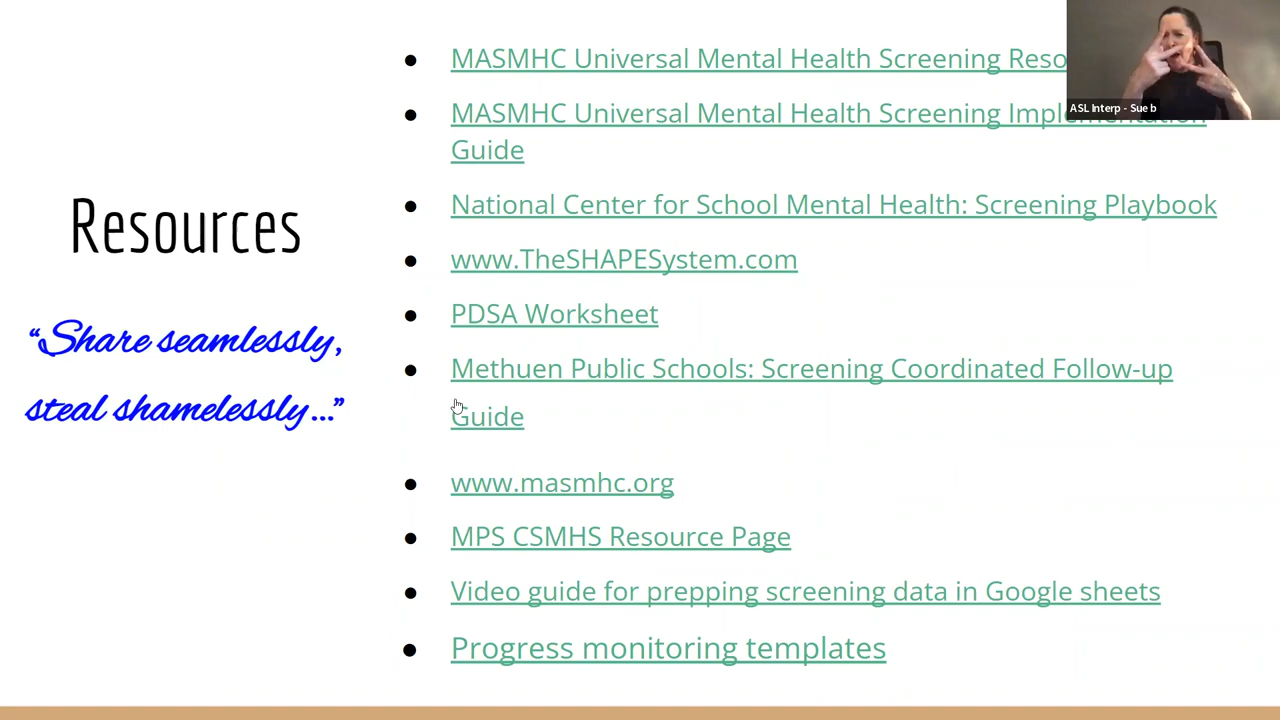 Resources
“Share seamlessly,
steal shamelessly...”
MASMHC Universal Mental Health Screening
MASMHC Universal Mental Health Screening Implementation
Guide
National Center for School Mental Health: Screening Playbook
www.TheSHAPESystem.com
PDSA Worksheet
Methuen Public Schools: Screening Coordinated Follow-up
Guide
www.masmhc.org
MPS CSMHS Resource Page
Video guide for prepping screening data in Google sheets
Progress monitoring templates
ASL Interp - Sue b